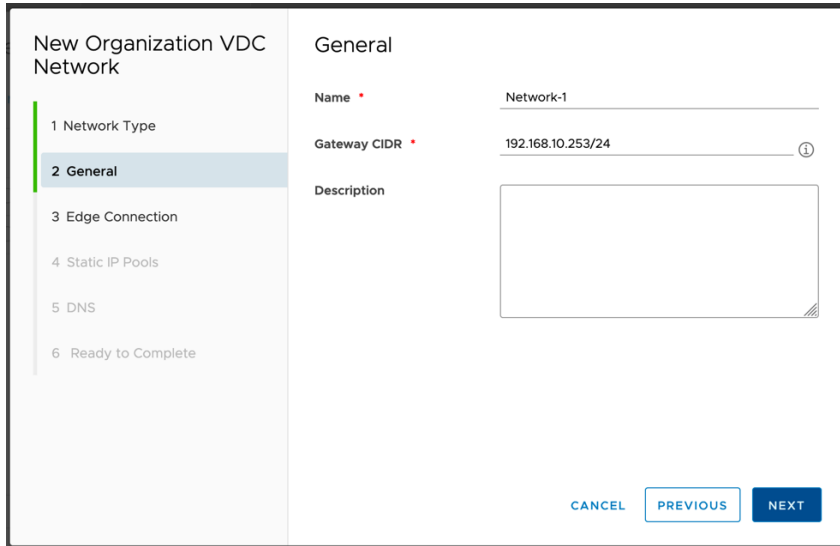 New Organization VDC
Network
1 Network Type
2 General
3 Edge Connection
4 Static IP Pools
5 DNS
6 Ready to Complete
General
Name *
Network-1
Gateway CIDR *
192.168.10.253/24
Description
CANCEL
PREVIOUS
NEXT